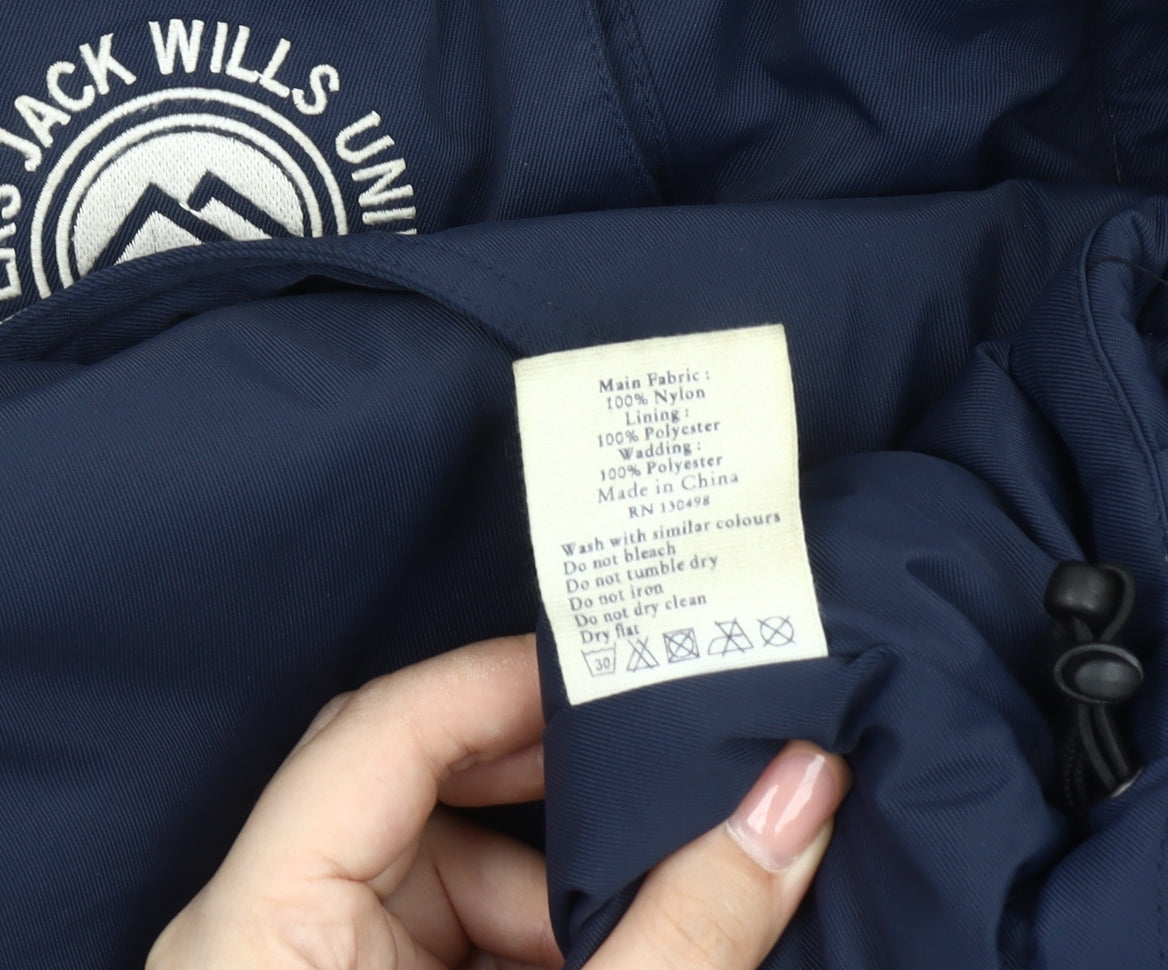 JACK WILLS UNI
Main Fabric :
100% Nylon
Lining :
100% Polyester
Wadding :
100% Polyester
Made in China
RN 130498
Wash with similar colours
Do not bleach
Do not tumble dry
Do not iron
Do not dry clean
Dry flat
30